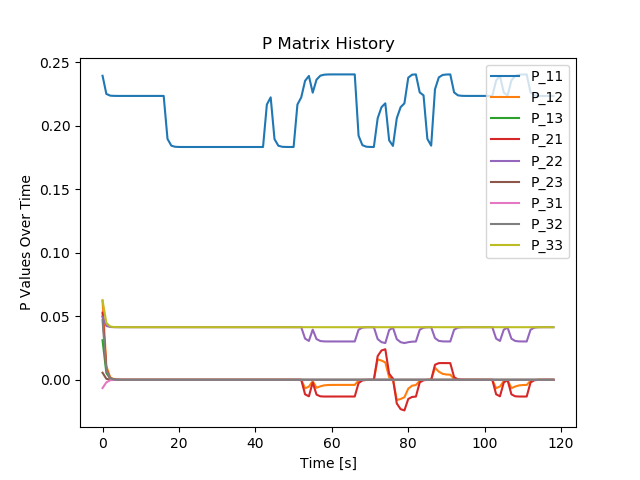 P Matrix History
0.25
0.20
0.15
0.10
0.05
0.00
P Values Over Time
0
20
40
60
80
100
120
Time [s]
P_11
P_12
P_13
P_21
P_22
P_23
P_31
P_32
P_33